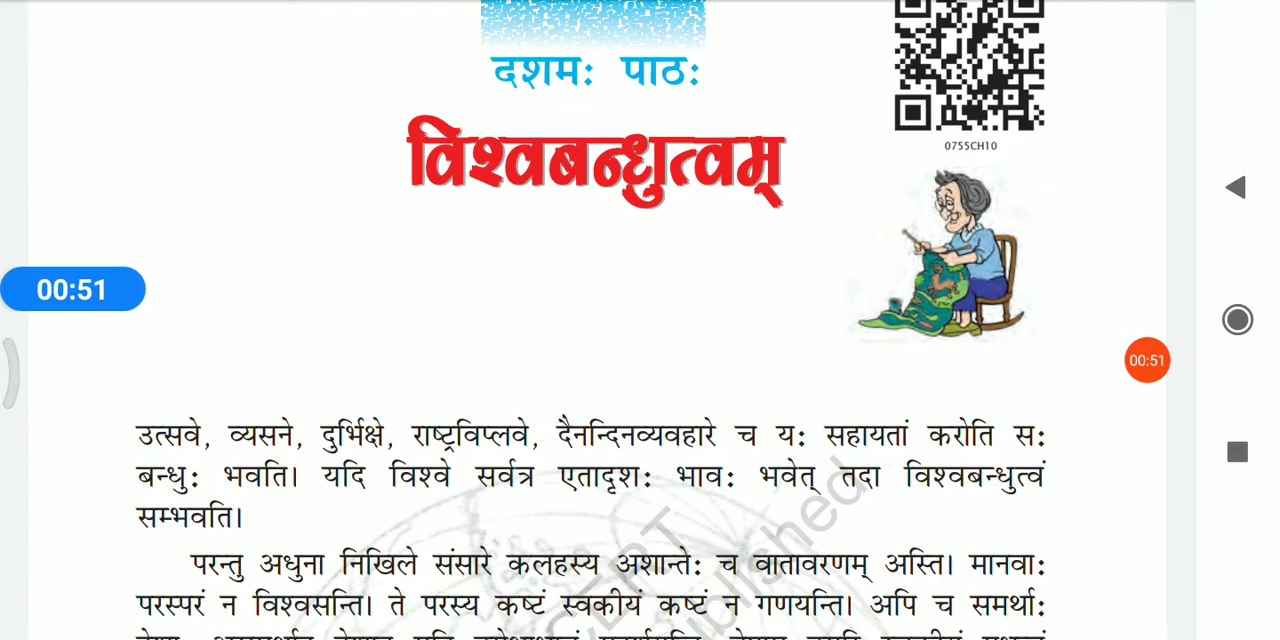 दशमः पाठः
विश्वबन्धुत्वम्
0755CH10
00:51
00:51
उत्सवे, व्यसने, दुर्भिक्षे, राष्ट्रविप्लवे, दैनन्दिनव्यवहारे च यः सहायतां करोति सः
बन्धुः भवति। यदि विश्वे सर्वत्र एतादृशः भावः भवेत् तदा विश्वबन्धुत्वं
सम्भवति।
परन्तु अधुना निखिले संसारे कलहस्य अशान्तेः च वातावरणम् अस्ति। मानवाः
परस्परं न विश्वसन्ति। ते परस्य कष्टं स्वकीयं कष्टं न गणयन्ति। अपि च समर्थाः